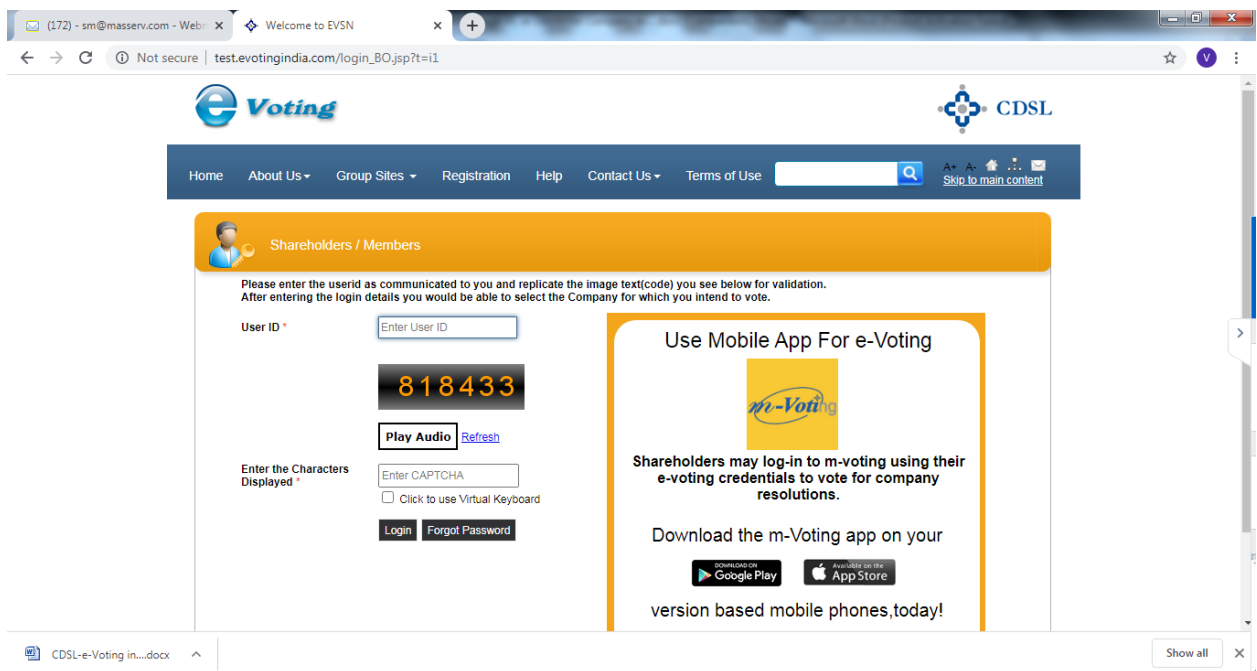 (172) - sm@masserv.com - Webm
Welcome to EVSN
Not secure | test.evotingindia.com/login_BO.jsp?t=i1
V
e Voting
CDSL
Home About Us Group Sites Registration Help Contact Us Terms of Use
A+ A-
Skip to main content
Shareholders / Members
Please enter the userid as communicated to you and replicate the image text(code) you see below for validation.
After entering the login details you would be able to select the Company for which you intend to vote.
User ID *
Enter User ID
818433
Play Audio Refresh
Enter the Characters
Displayed *
Enter CAPTCHA
Click to use Virtual Keyboard
Login Forgot Password
Use Mobile App For e-Voting
m-Voting
Shareholders may log-in to m-voting using their
e-voting credentials to vote for company
resolutions.
Download the m-Voting app on your
DOWNLOAD ON
Google Play
Available on the
App Store
version based mobile phones,today!
CDSL-e-Voting in....docx
Show all